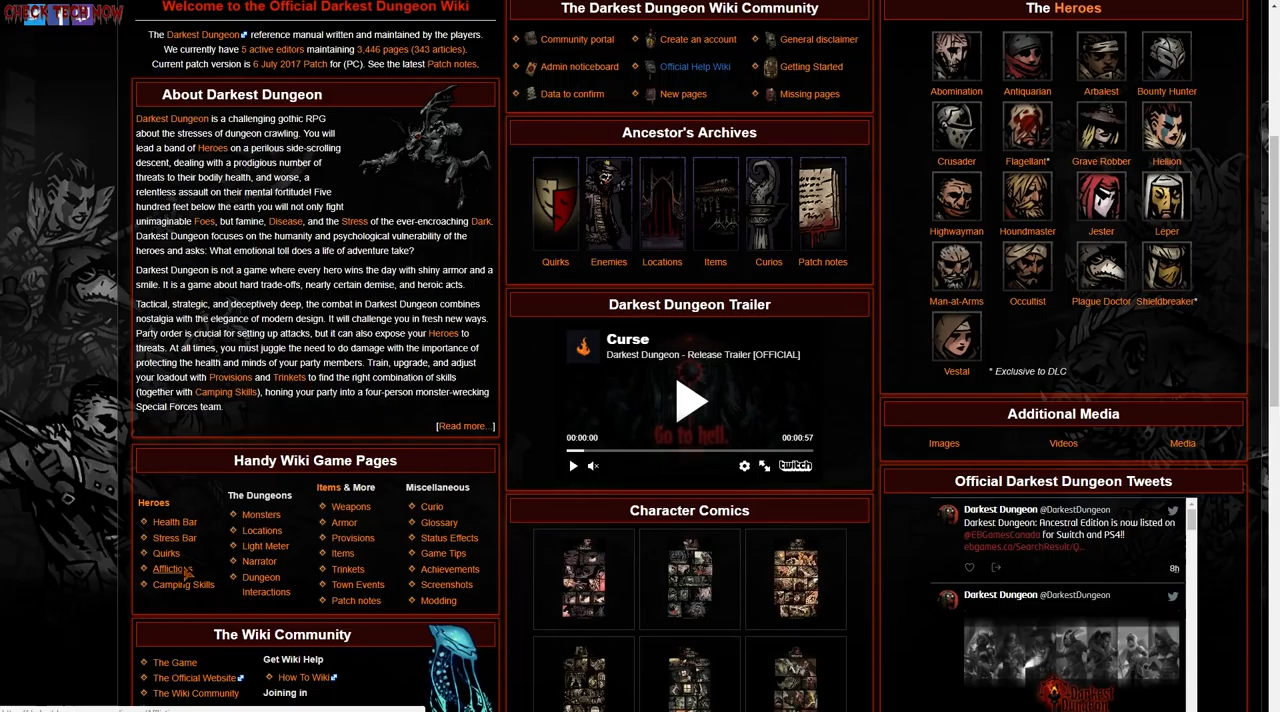 CHECK TECH NOW
Welcome to the Official Darkest Dungeon Wiki
The Darkest Dungeon reference manual written and maintained by the players.
We currently have 5 active editors maintaining 3,446 pages (343 articles).
Current patch version is 6 July 2017 Patch for (PC). See the latest Patch notes.
About Darkest Dungeon
Darkest Dungeon is a challenging gothic RPG
about the stresses of dungeon crawling. You will
lead a band of Heroes on a perilous side-scrolling
descent, dealing with a prodigious number of
threats to their bodily health, and worse, a
relentless assault on their mental fortitude! Five
hundred feet below the earth you will not only fight
unimaginable Foes, but famine, Disease, and the Stress of the ever-encroaching Dark.
Darkest Dungeon focuses on the humanity and psychological vulnerability of the
heroes and asks: What emotional toll does a life of adventure take?
Darkest Dungeon is not a game where every hero wins the day with shiny armor and a
smile. It is a game about hard trade-offs, nearly certain demise, and heroic acts.
Tactical, strategic, and deceptively deep, the combat in Darkest Dungeon combines
nostalgia with the elegance of modern design. It will challenge you in fresh new ways.
Party order is crucial for setting up attacks, but it can also expose your Heroes to
threats. At all times, you must juggle the need to do damage with the importance of
protecting the health and minds of your party members. Train, upgrade, and adjust
your loadout with Provisions and Trinkets to find the right combination of skills
(together with Camping Skills), honing your party into a four-person monster-wrecking
Special Forces team.
[Read more...]
Handy Wiki Game Pages
Heroes
Health Bar
Stress Bar
Quirks
Afflictions
Camping Skills
The Dungeons
Monsters
Locations
Light Meter
Narrator
Dungeon
Interactions
Items & More
Weapons
Armor
Provisions
Items
Trinkets
Town Events
Patch notes
Miscellaneous
Curio
Glossary
Status Effects
Game Tips
Achievements
Screenshots
Modding
The Wiki Community
The Game
The Official Website
The Wiki Community
Get Wiki Help
How To Wiki
Joining in
The Darkest Dungeon Wiki Community
Community portal Create an account General disclaimer
Admin noticeboard Official Help Wiki Getting Started
Data to confirm New pages Missing pages
Ancestor's Archives
Quirks Enemies Locations Items Curios Patch notes
Darkest Dungeon Trailer
Curse
Darkest Dungeon - Release Trailer [OFFICIAL]
Go to hell.
00:00:00 00:00:57
twitch
Character Comics
The Heroes
Abomination Antiquarian Arbalest Bounty Hunter
Crusader Flagellant* Grave Robber Hellion
Highwayman Houndmaster Jester Leper
Man-at-Arms Occultist Plague Doctor Shieldbreaker*
Vestal * Exclusive to DLC
Additional Media
Images Videos Media
Official Darkest Dungeon Tweets
Darkest Dungeon @DarkestDungeon
Darkest Dungeon: Ancestral Edition is now listed on
@EBGamesCanada for Switch and PS4!!
ebgames.ca/SearchResult/Q...
8h
Darkest Dungeon @DarkestDungeon
Darkest
Dungeon